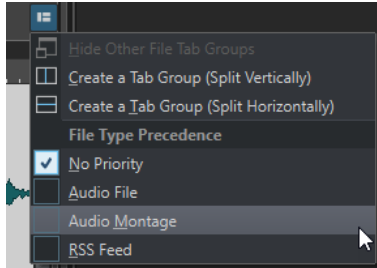 Hide Other File Tab Groups
Create a Tab Group (Split Vertically)
Create a Tab Group (Split Horizontally)
File Type Precedence
No Priority
Audio File
Audio Montage
RSS Feed